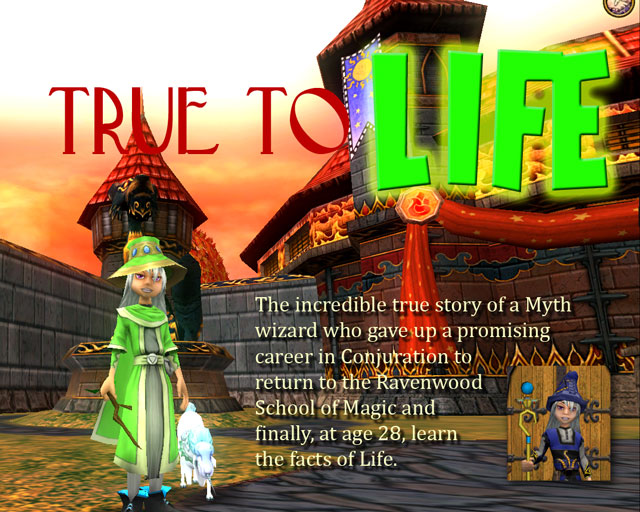 TRUE TO LIFE
The incredible true story of a Myth
wizard who gave up a promising
career in Conjuration to
return to the Ravenwood
School of Magic and
finally, at age 28, learn
the facts of Life.